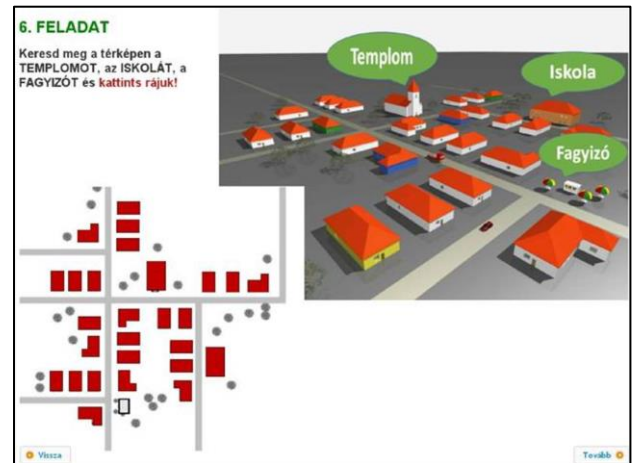 6. FELADAT
Keresd meg a térképen a
TEMPLOMOT, az ISKOLÁT, a
FAGYIZÓT és kattints rájuk!
Templom
Iskola
Fagyizó
Vissza
Tovább